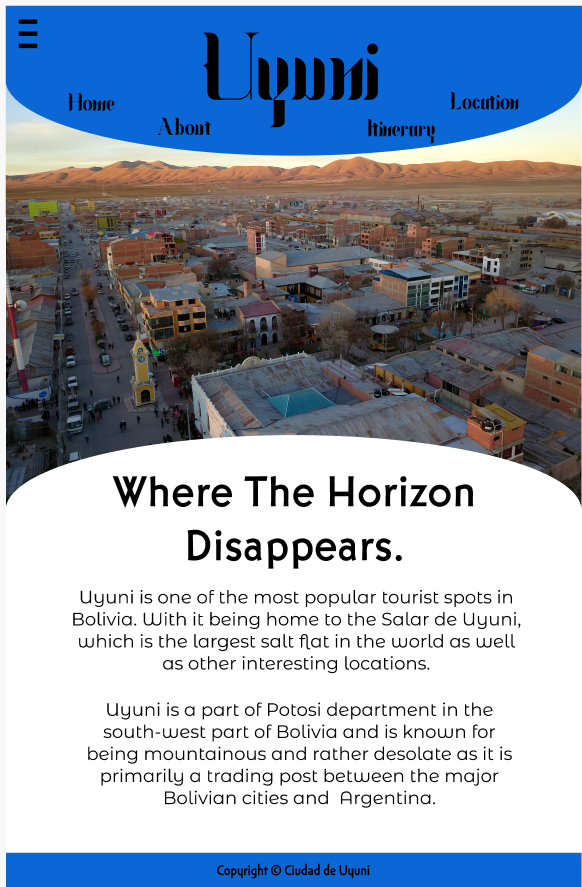 Uyuni
Home
About
Itinerary
Location
Where The Horizon
Disappears.
Uyuni is one of the most popular tourist spots in
Bolivia. With it being home to the Salar de Uyuni,
which is the largest salt flat in the world as well
as other interesting locations.
Uyuni is a part of Potosi department in the
south-west part of Bolivia and is known for
being mountainous and rather desolate as it is
primarily a trading post between the major
Bolivian cities and  Argentina.
Copyright © Ciudad de Uyuni